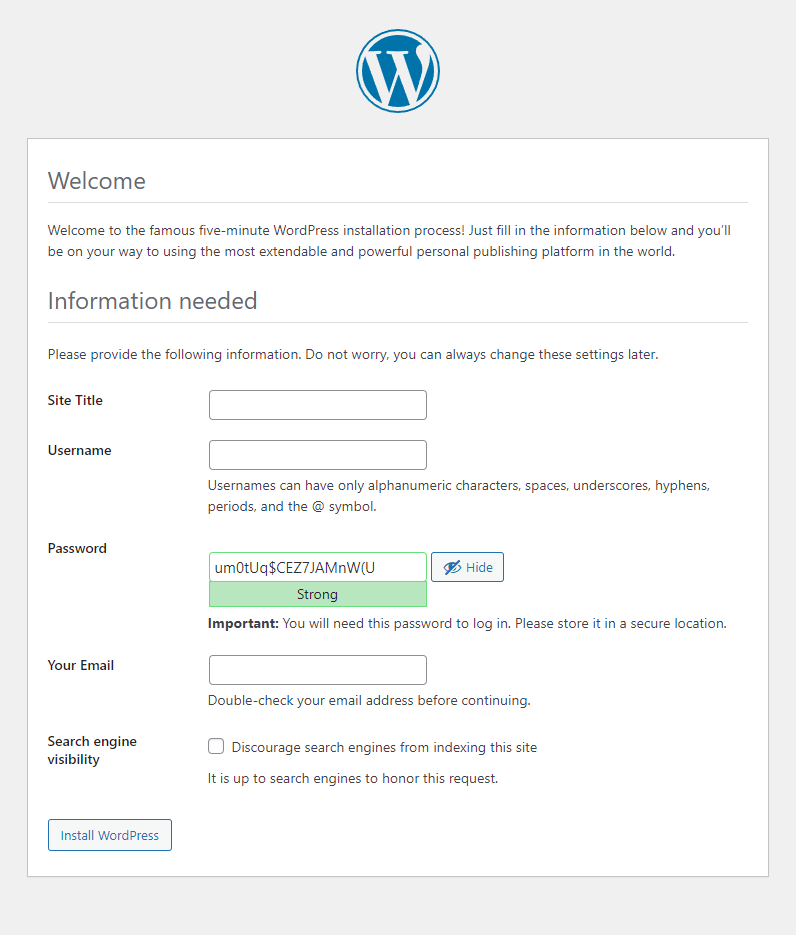 Welcome
Welcome to the famous five-minute WordPress installation process! Just fill in the information below and you’ll
be on your way to using the most extendable and powerful personal publishing platform in the world.
Information needed
Please provide the following information. Do not worry, you can always change these settings later.
Site Title
Username
Usernames can have only alphanumeric characters, spaces, underscores, hyphens,
periods, and the @ symbol.
Password
um0tUq$CEZ7JAMnW(U
Hide
Strong
Important: You will need this password to log in. Please store it in a secure location.
Your Email
Double-check your email address before continuing.
Search engine
visibility
Discourage search engines from indexing this site
It is up to search engines to honor this request.
Install WordPress